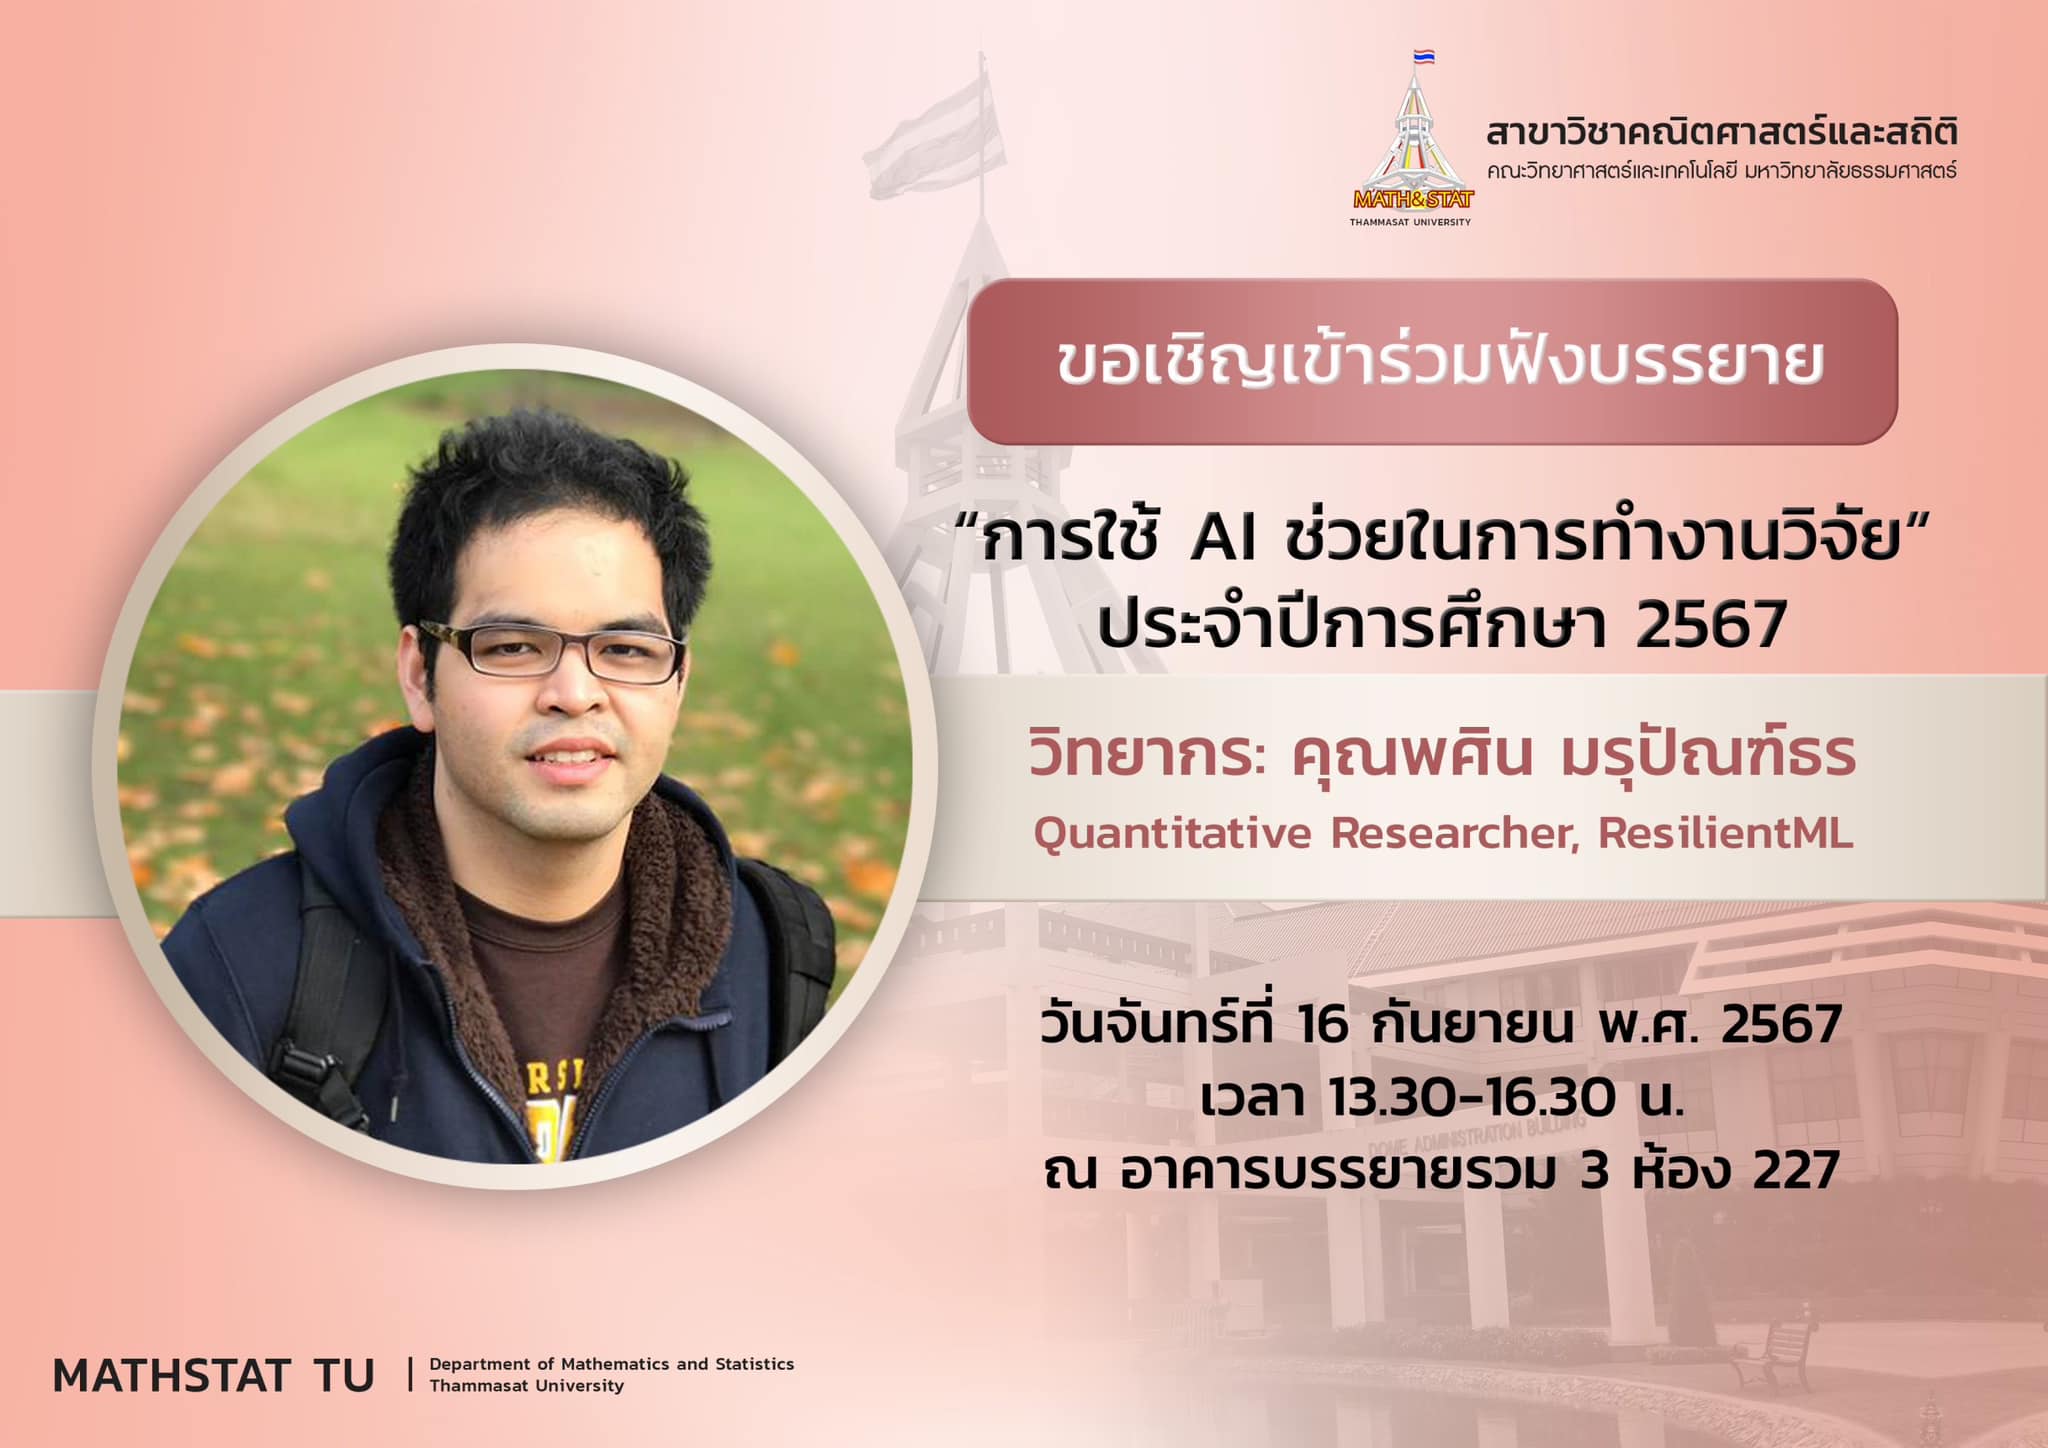 MATH&STAT
THAMMASAT UNIVERSITY
สาขาวิชาคณิตศาสตร์และสถิติ
คณะวิทยาศาสตร์และเทคโนโลยี มหาวิทยาลัยธรรมศาสตร์
ขอเชิญเข้าร่วมฟังบรรยาย
“การใช้ AI ช่วยในการทำงานวิจัย”
ประจำปีการศึกษา 2567
วิทยากร: คุณพศิน มรุปัณฑ์ธร
Quantitative Researcher, ResilientML
วันจันทร์ที่ 16 กันยายน พ.ศ. 2567
เวลา 13.30-16.30 น.
DOME ADMINISTRATION BUILDING
ณ อาคารบรรยายรวม 3 ห้อง 227
MATHSTAT TU
Department of Mathematics and Statistics
Thammasat University